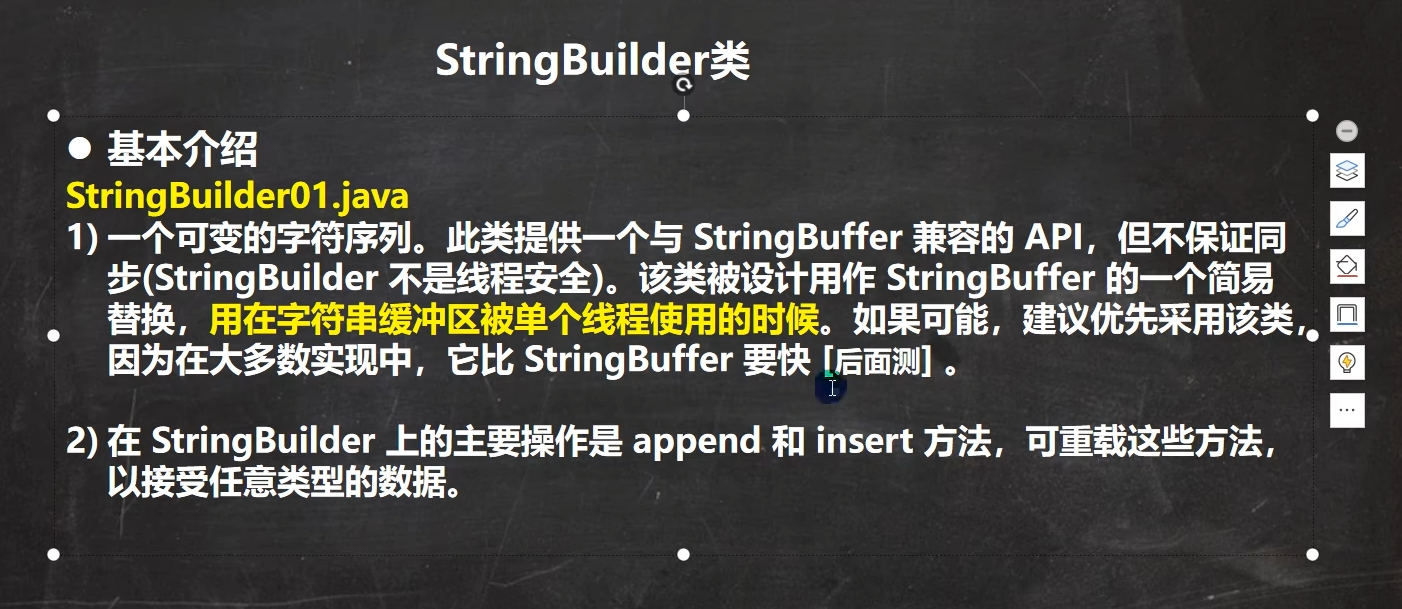 StringBuilder类
● 基本介绍
StringBuilder01.java
1) 一个可变的字符序列。此类提供一个与 StringBuffer 兼容的 API，但不保证同
步(StringBuilder 不是线程安全)。该类被设计用作 StringBuffer 的一个简易
替换，用在字符串缓冲区被单个线程使用的时候。如果可能，建议优先采用该类，
因为在大多数实现中，它比 StringBuffer 要快 [后面测] 。
2) 在 StringBuilder 上的主要操作是 append 和 insert 方法，可重载这些方法，
以接受任意类型的数据。